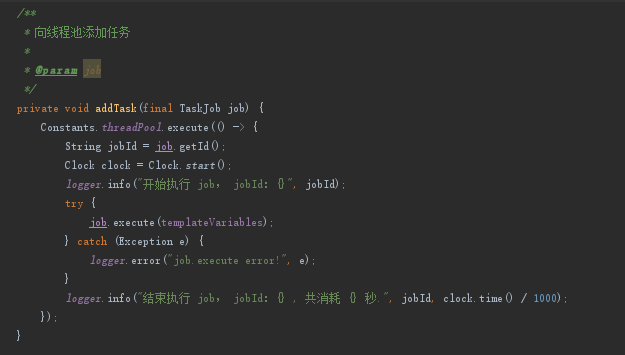 /**
 * 向线程池添加任务
 *
 * @param job
 */
private void addTask(final TaskJob job) {
    Constants.threadPool.execute(() -> {
        String jobId = job.getId();
        Clock clock = Clock.start();
        logger.info("开始执行 job, jobId: {}", jobId);
        try {
            job.execute(templateVariables);
        } catch (Exception e) {
            logger.error("job.execute error!", e);
        }
        logger.info("结束执行 job, jobId: {} , 共消耗 {} 秒.", jobId, clock.time() / 1000);
    });
}